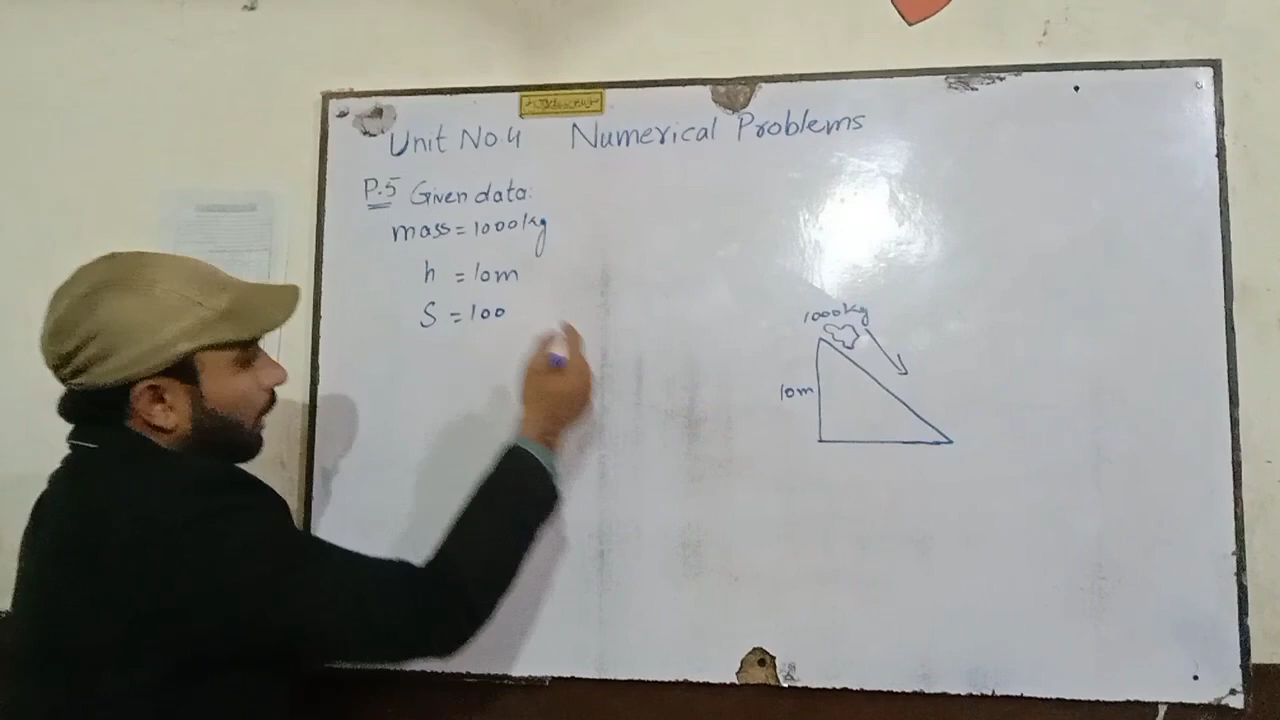 Unit No 4 Numerical Problems
P.5 Given data:
mass = 1000kg
h = 10m
S = 100
1000kg
10m